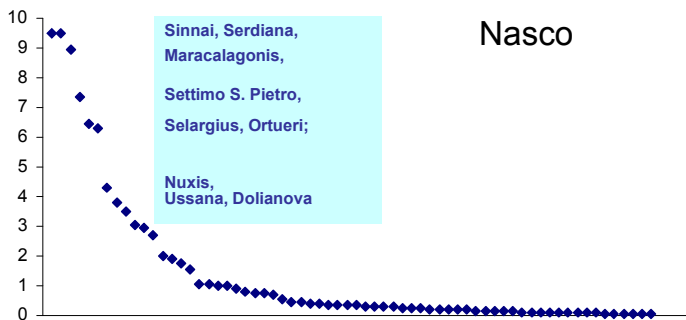 Nasco
10
9
8
7
6
5
4
3
2
1
0
Sinnai, Serdiana,
Maracalagonis,
Settimo S. Pietro,
Selargius, Ortueri;
Nuxis,
Ussana, Dolianova